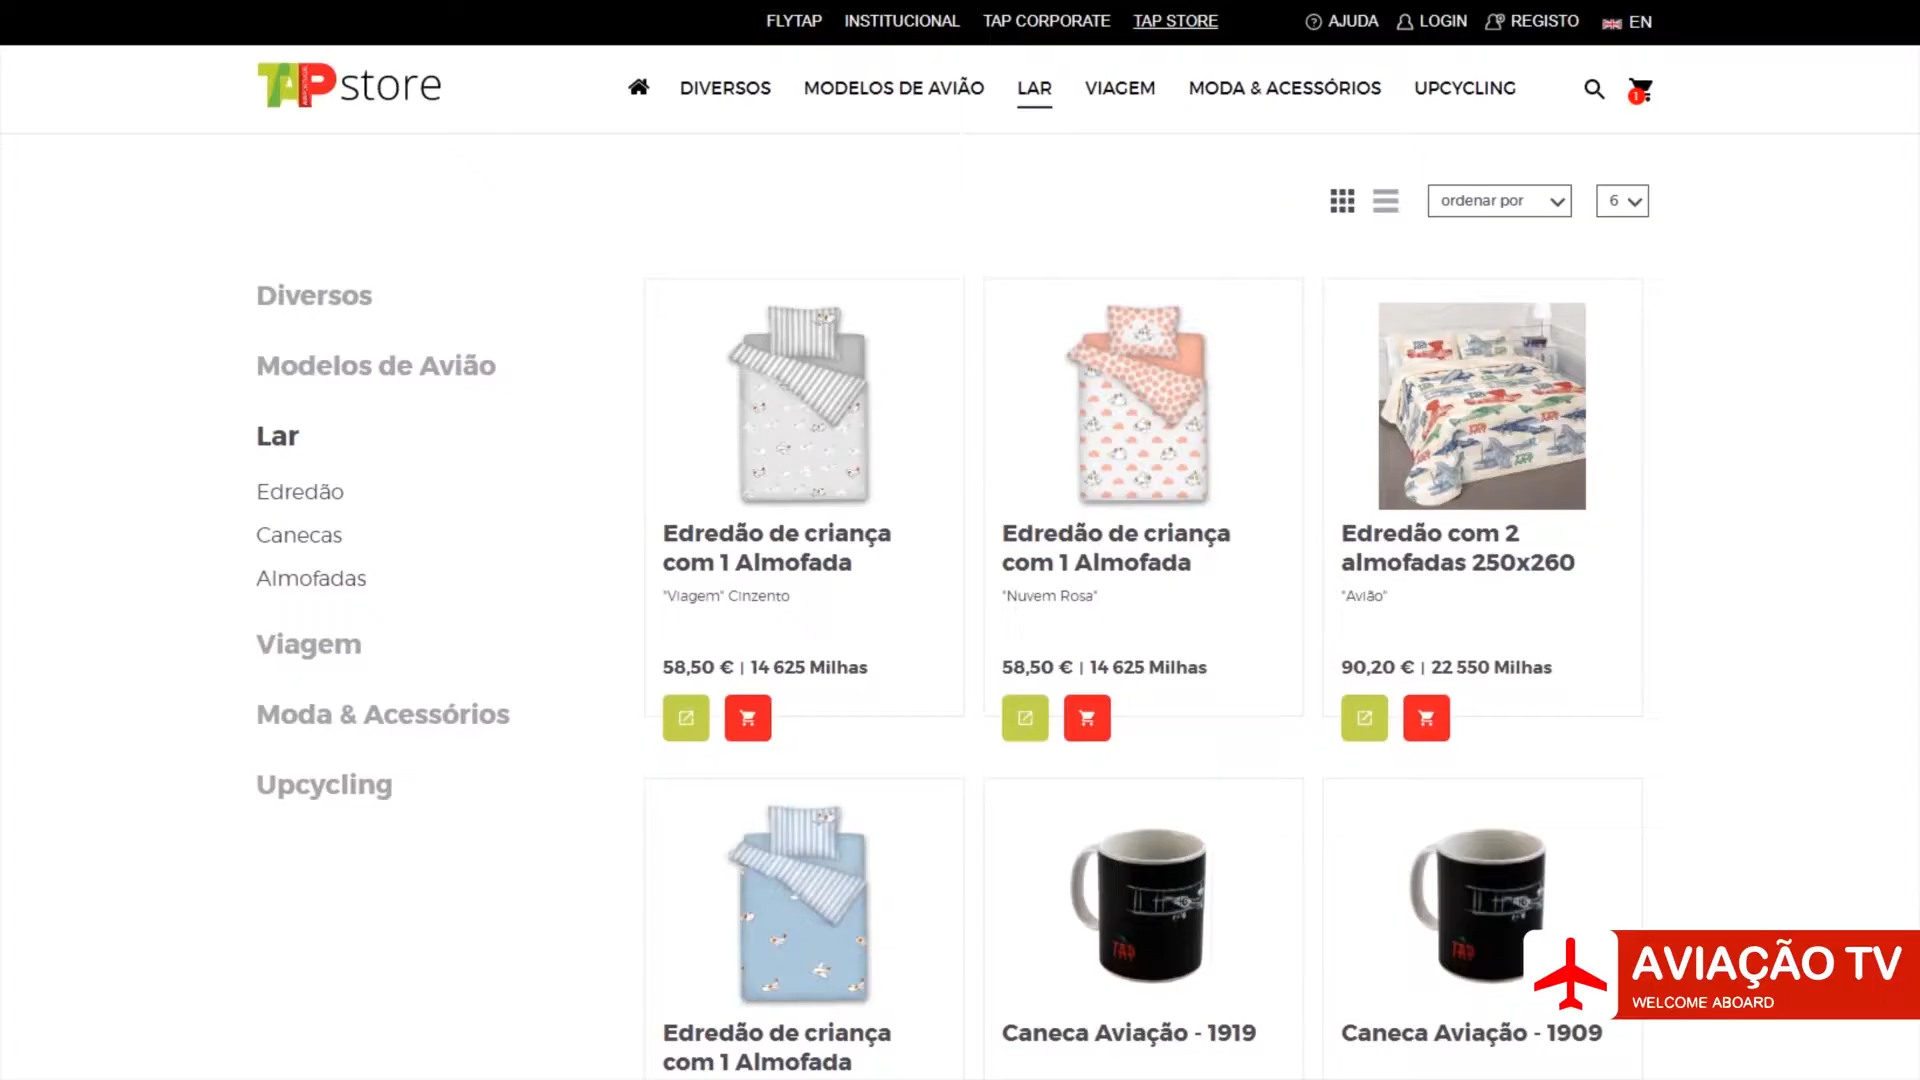 FLYTAP INSTITUCIONAL TAP CORPORATE TAP STORE AJUDA LOGIN REGISTO EN
TAP store DIVERSOS MODELOS DE AVIÃO LAR VIAGEM MODA & ACESSÓRIOS UPCYCLING 1
ordenar por 6
Diversos
Modelos de Avião
Lar
Edredão
Canecas
Almofadas
Viagem
Moda & Acessórios
Upcycling
Edredão de criança
com 1 Almofada
"Viagem" Cinzento
58,50 € | 14 625 Milhas
Edredão de criança
com 1 Almofada
"Nuvem Rosa"
58,50 € | 14 625 Milhas
Edredão com 2
almofadas 250x260
"Avião"
90,20 € | 22 550 Milhas
Edredão de criança
com 1 Almofada
TAP
Caneca Aviação - 1919
TAP
Caneca Aviação - 1909
AVIAÇÃO TV
WELCOME ABOARD